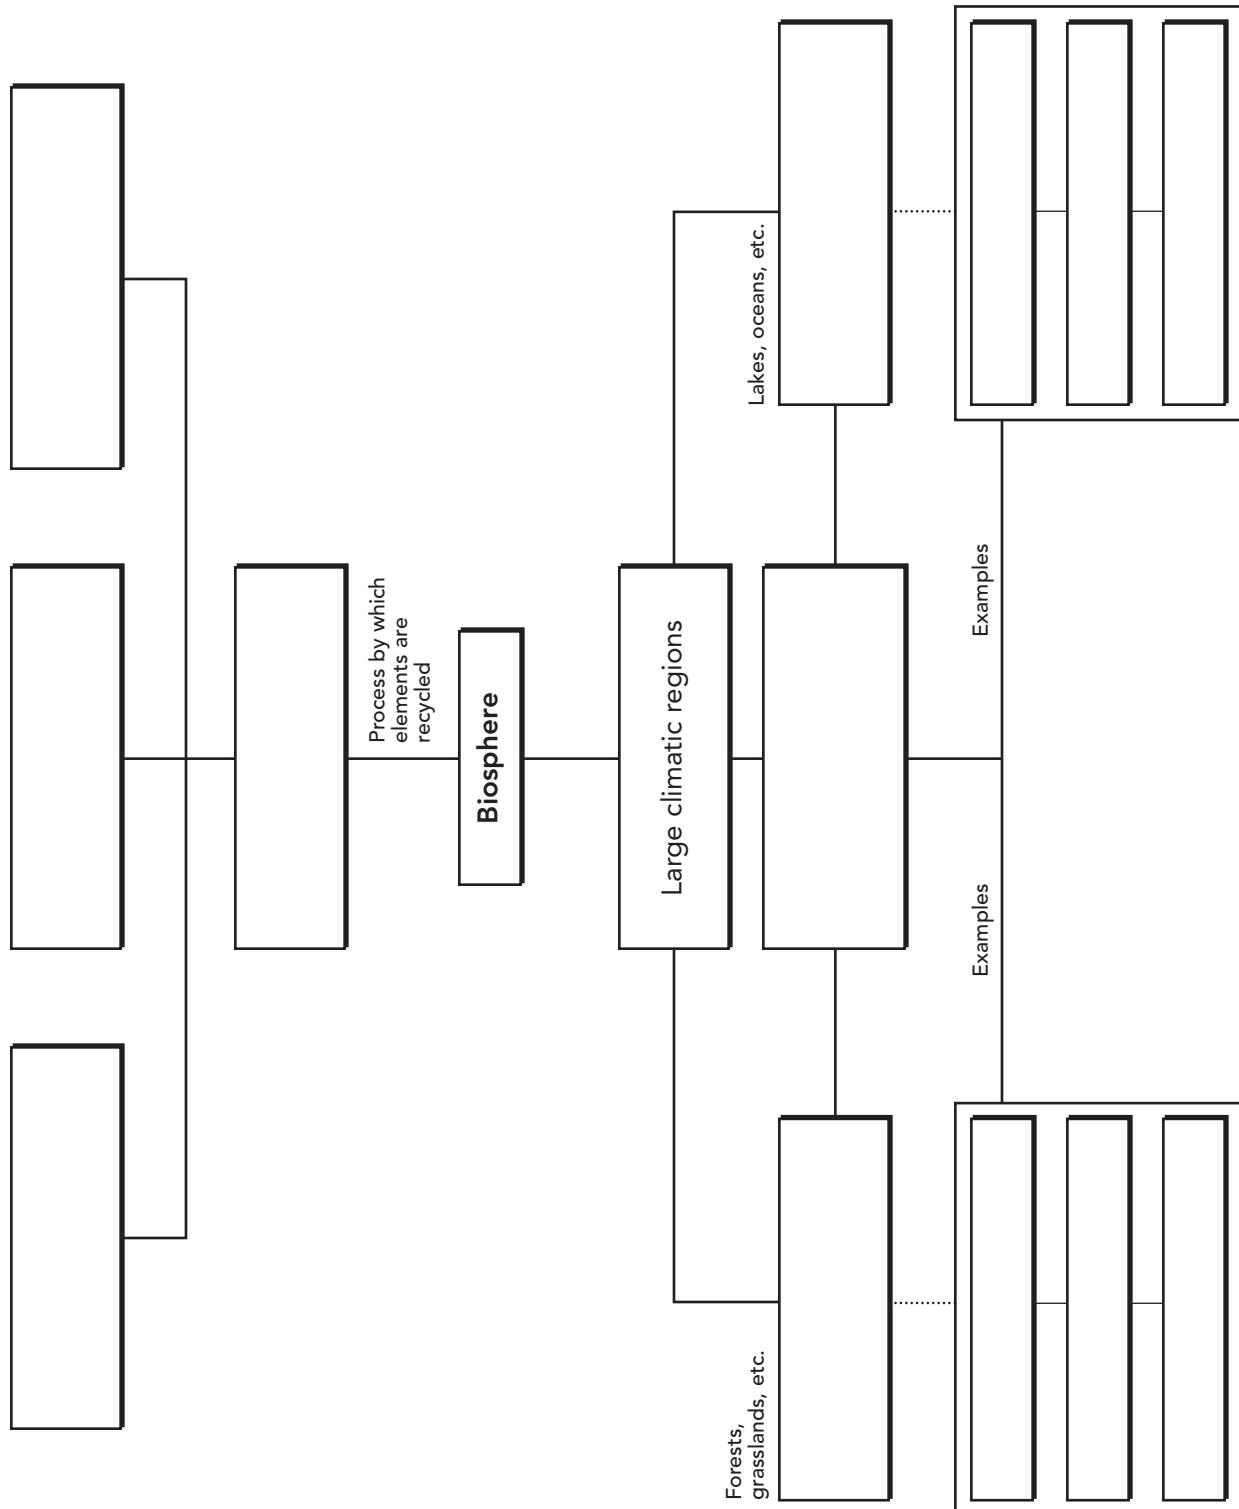 Process by which
elements are
recycled
Biosphere
Large climatic regions
Forests,
grasslands, etc.
Lakes, oceans, etc.
Examples
Examples